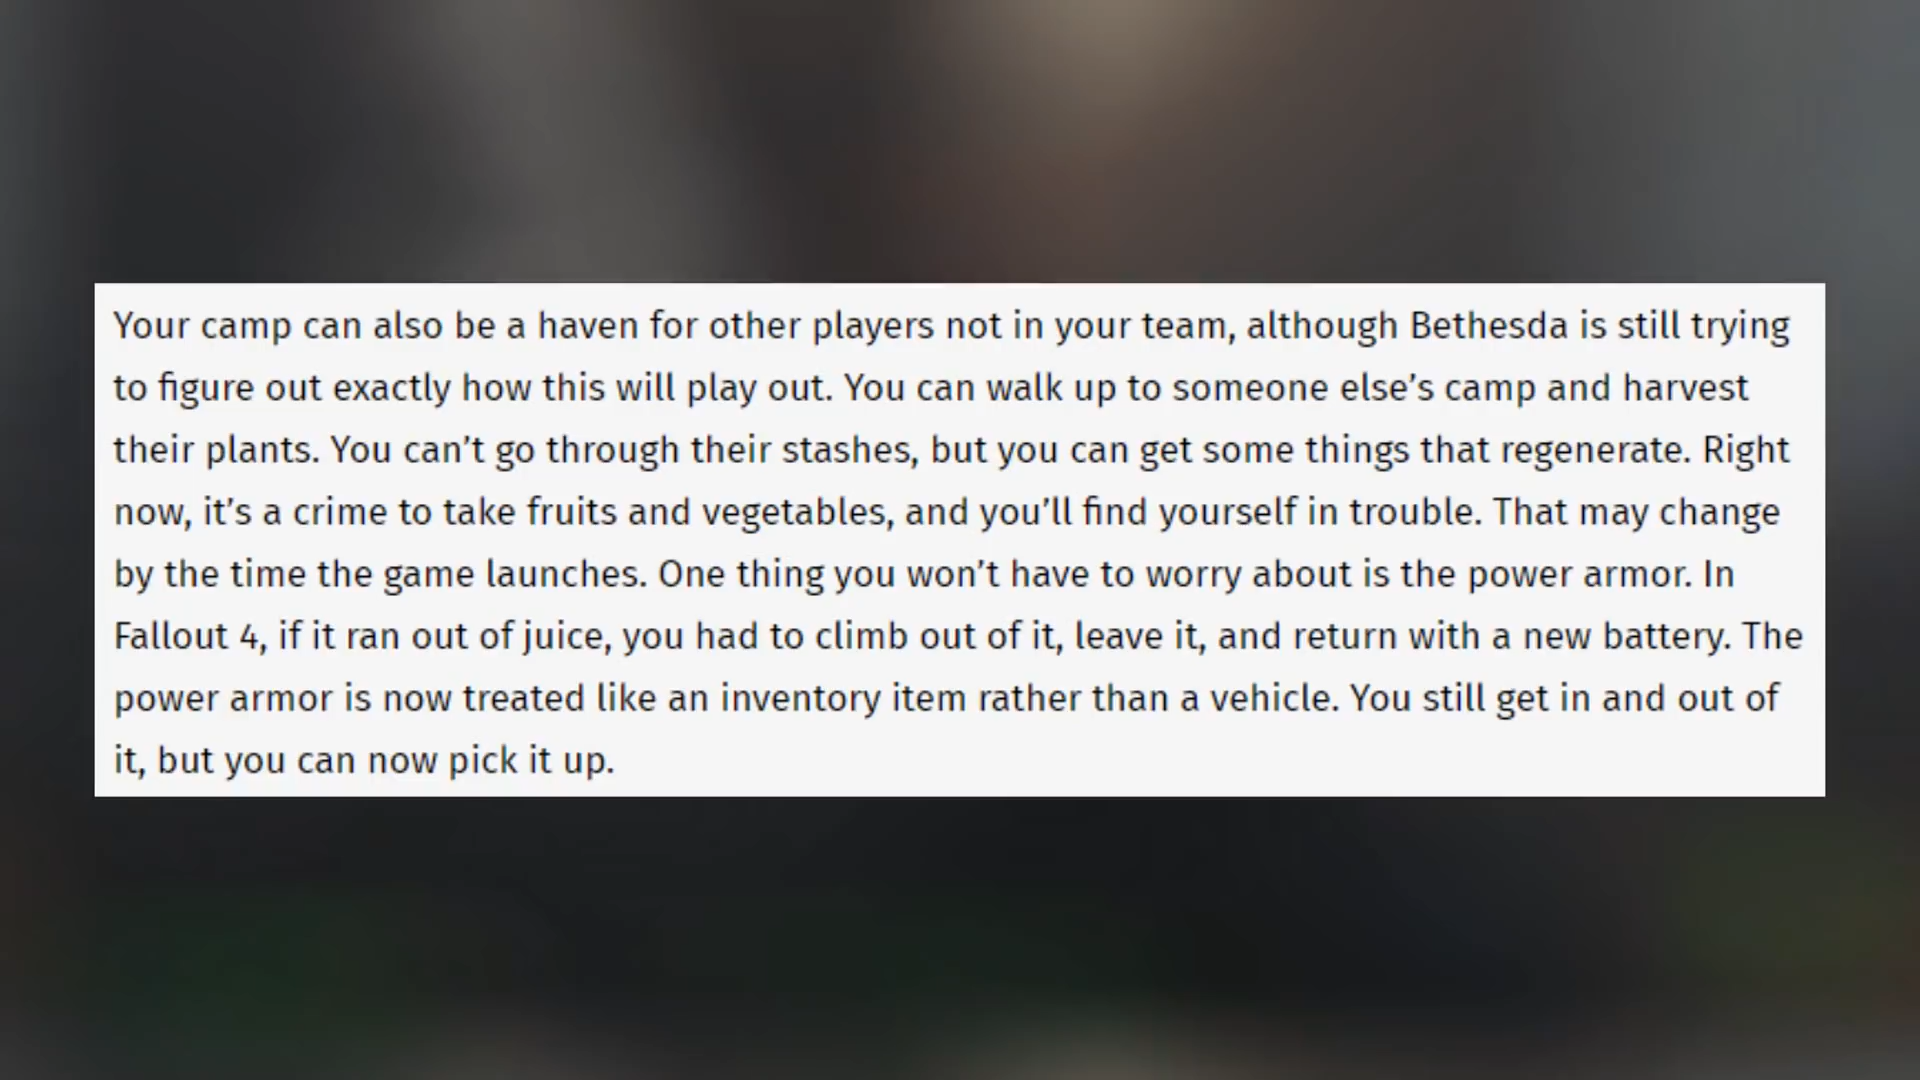 Your camp can also be a haven for other players not in your team, although Bethesda is still trying
to figure out exactly how this will play out. You can walk up to someone else’s camp and harvest
their plants. You can’t go through their stashes, but you can get some things that regenerate. Right
now, it’s a crime to take fruits and vegetables, and you’ll find yourself in trouble. That may change
by the time the game launches. One thing you won’t have to worry about is the power armor. In
Fallout 4, if it ran out of juice, you had to climb out of it, leave it, and return with a new battery. The
power armor is now treated like an inventory item rather than a vehicle. You still get in and out of
it, but you can now pick it up.